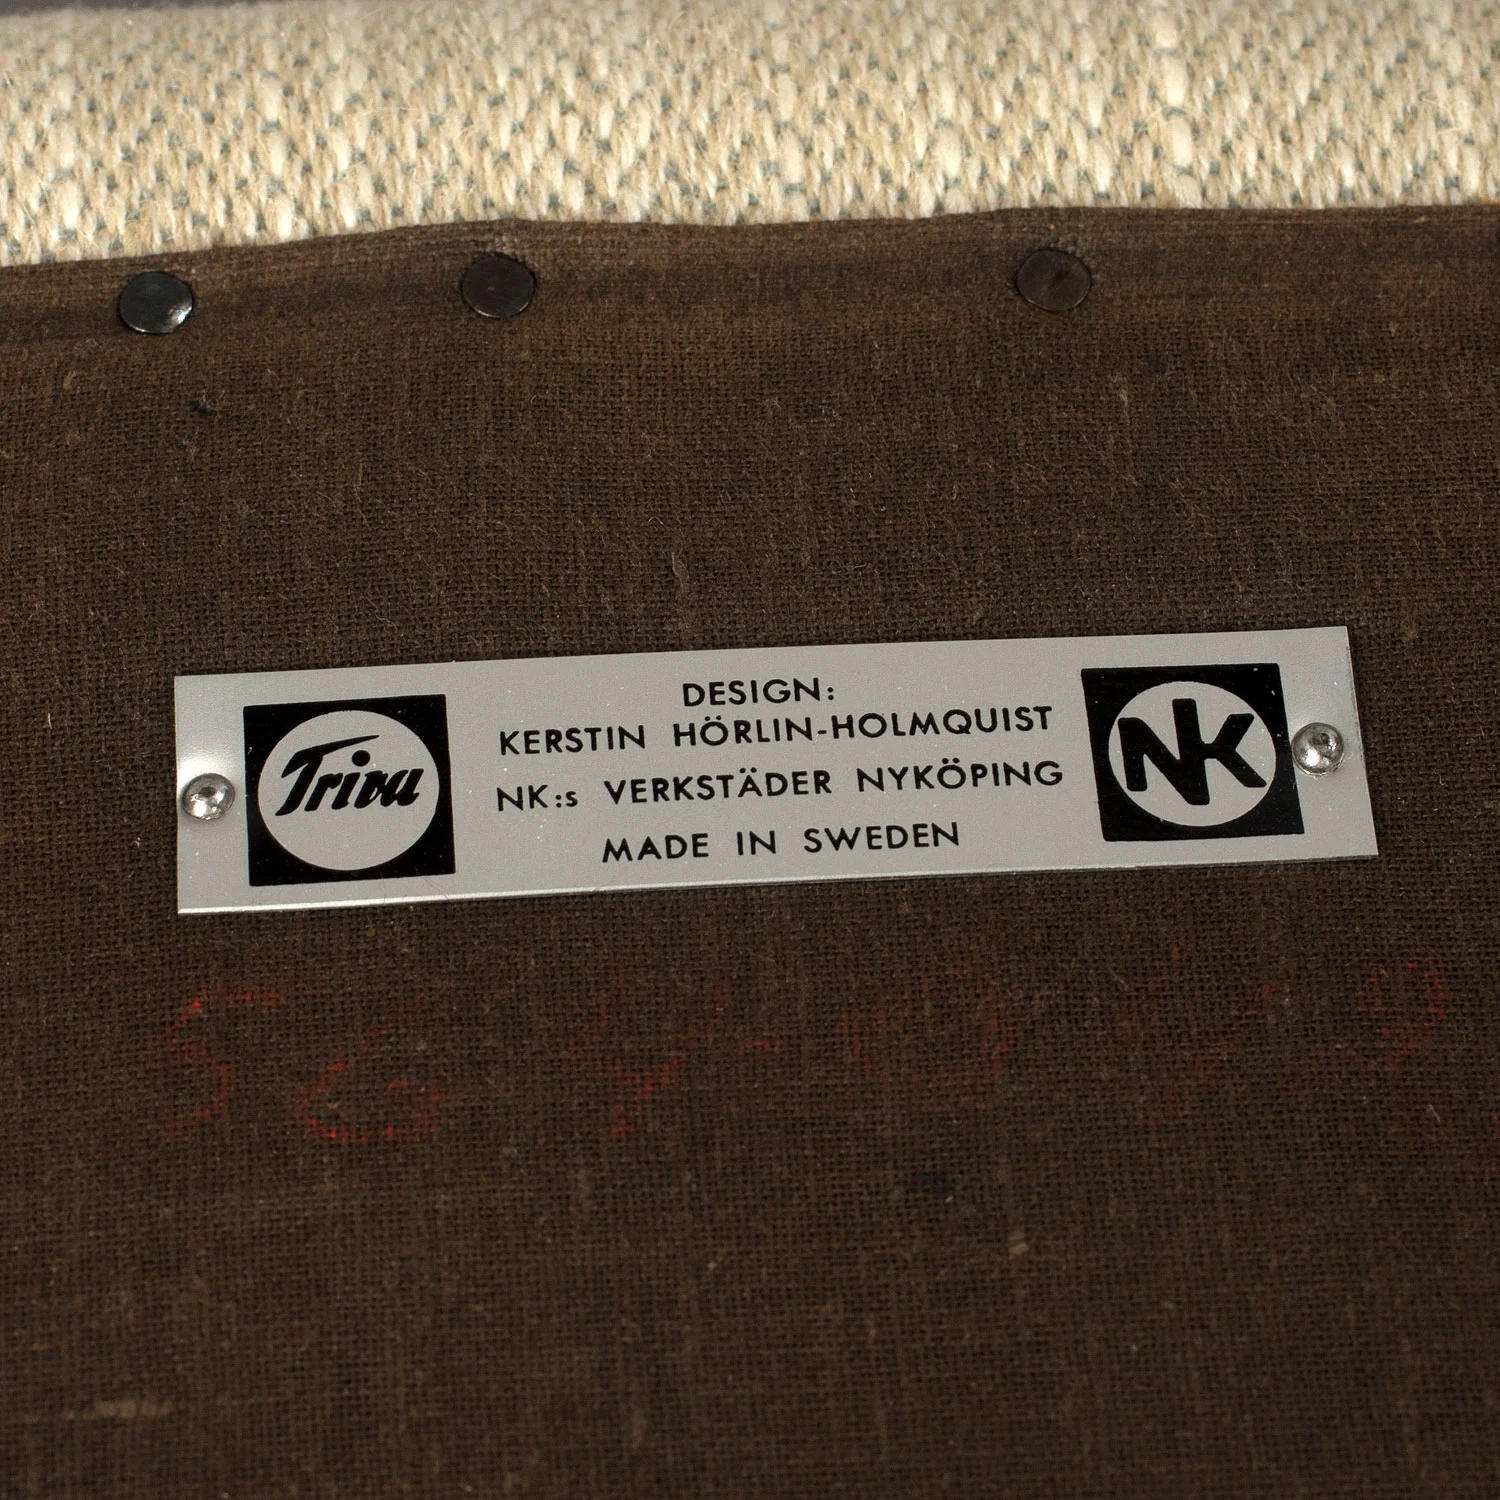 Triva
DESIGN:
KERSTIN HÖRLIN-HOLMQUIST
NK:s VERKSTÄDER NYKÖPING
MADE IN SWEDEN
NK